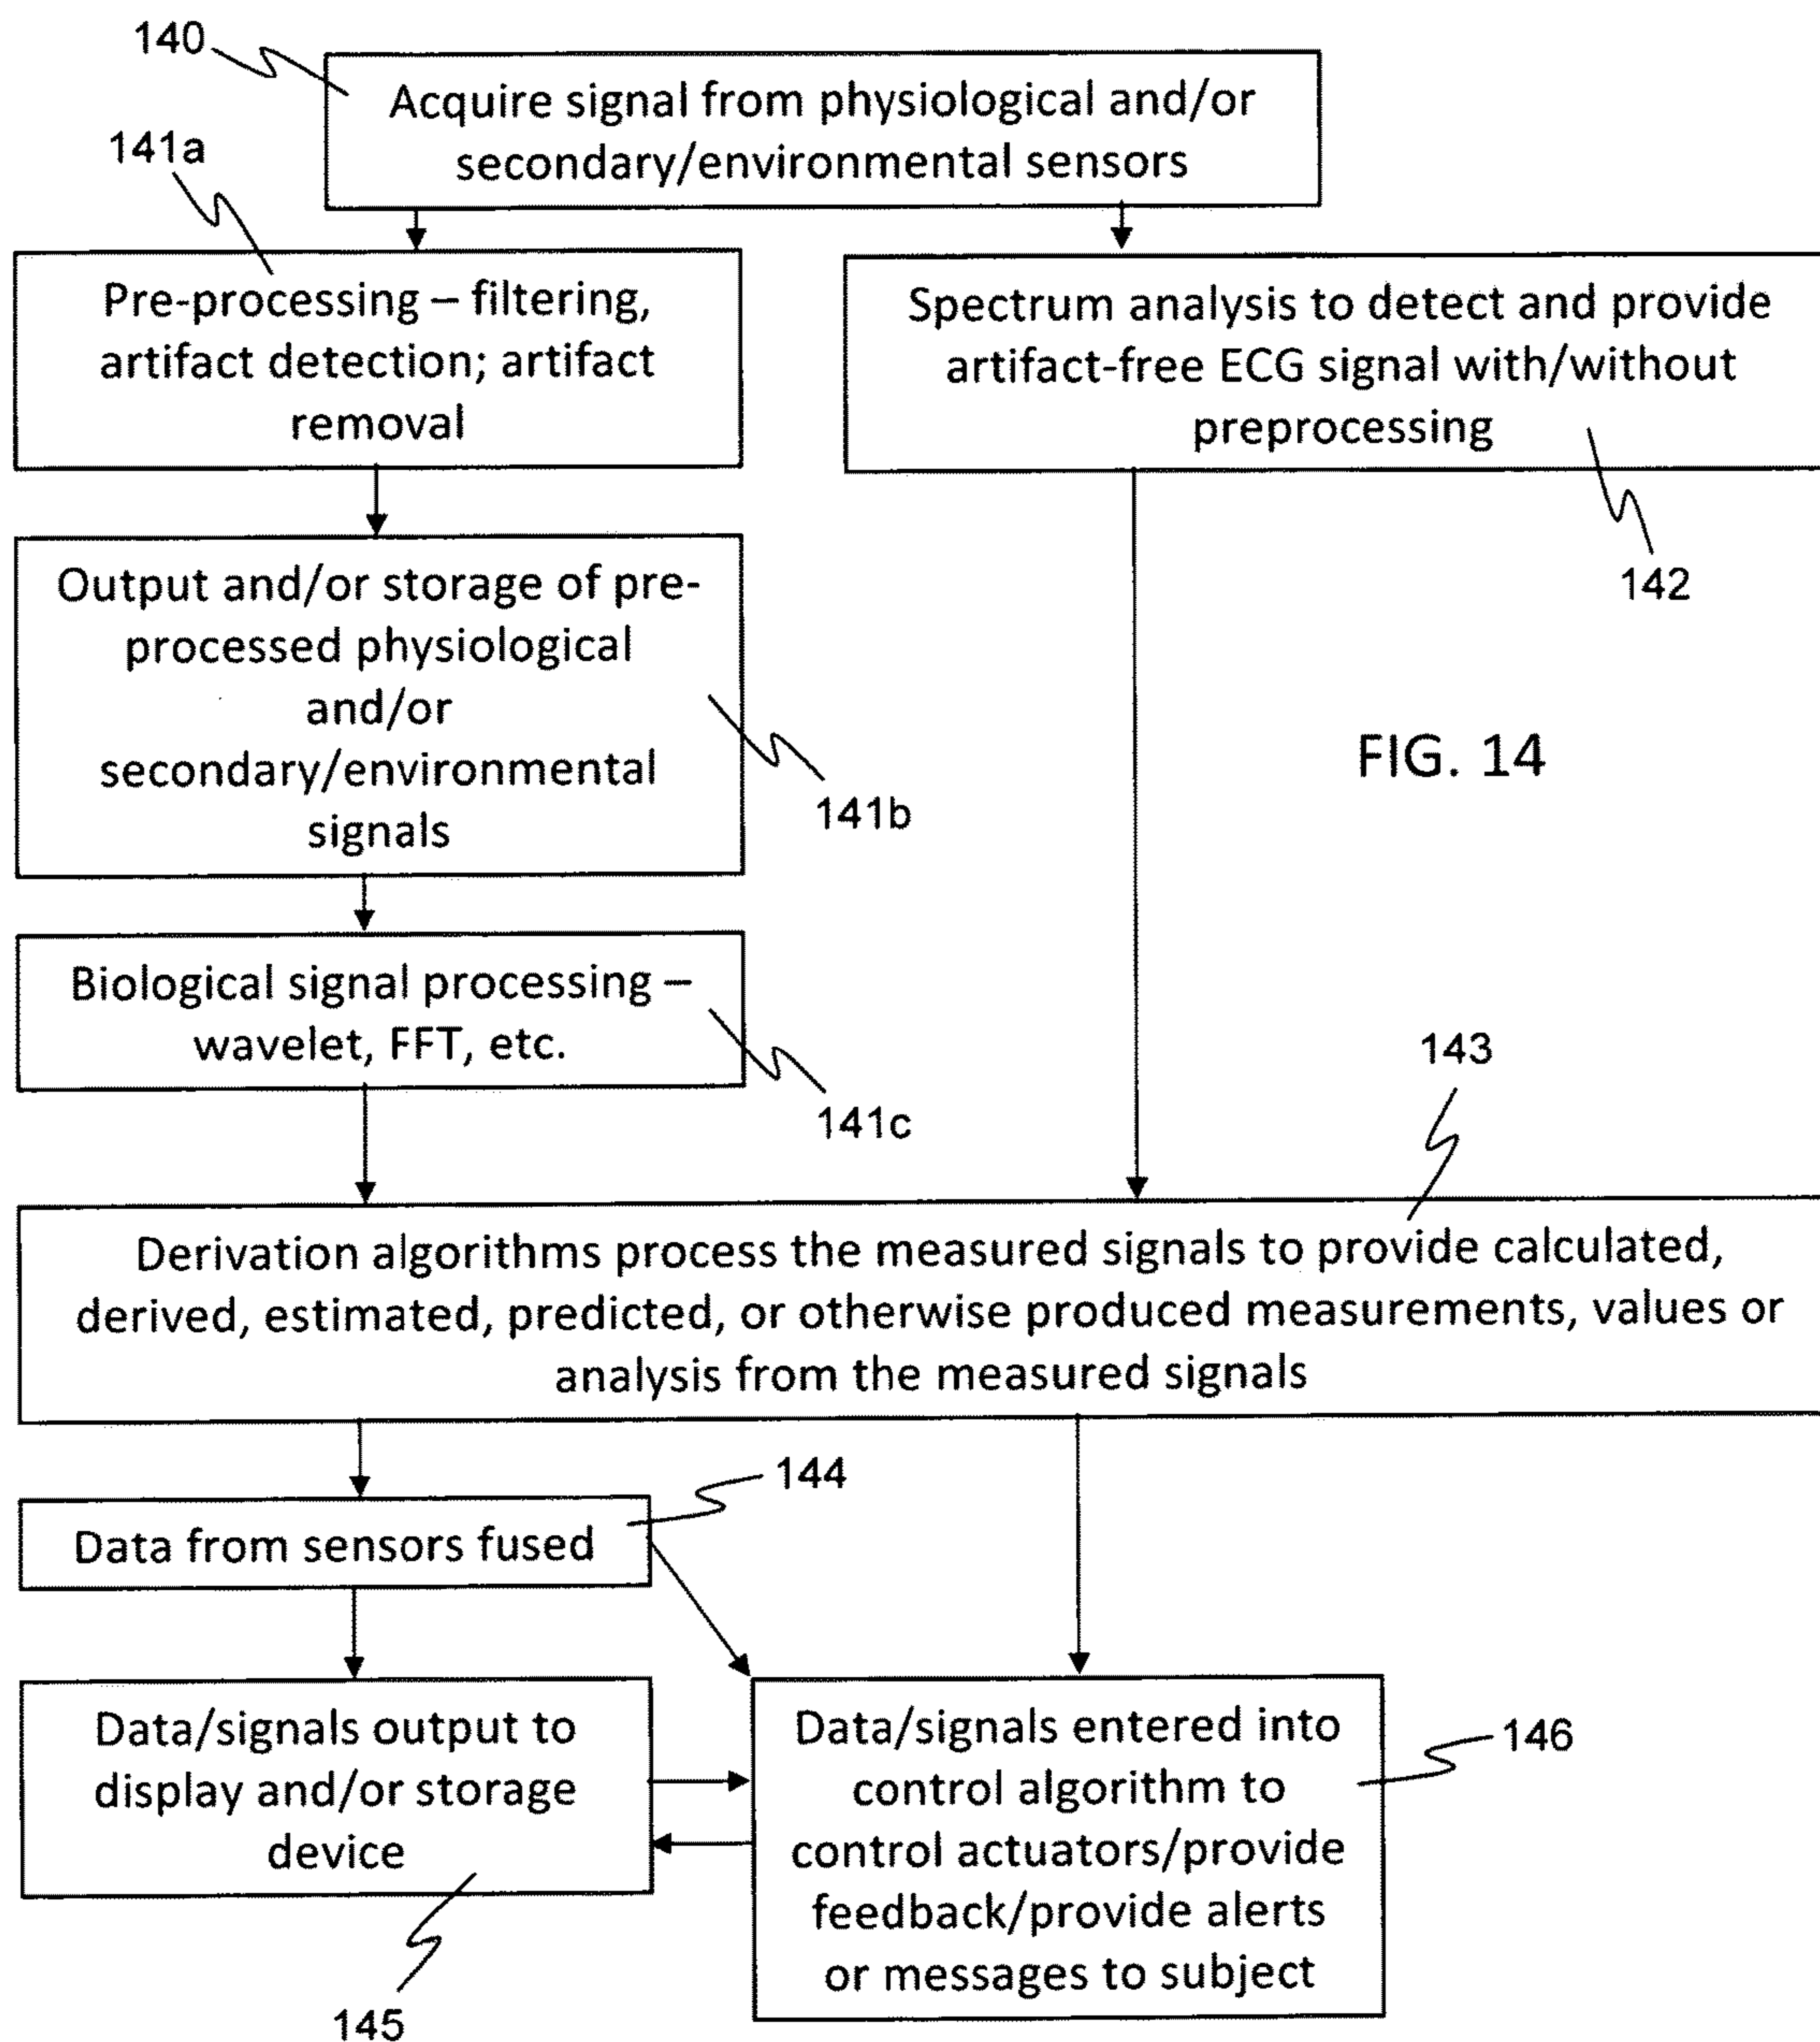 140
Acquire signal from physiological and/or
secondary/environmental sensors
141a
Pre-processing – filtering,
artifact detection; artifact
removal
Spectrum analysis to detect and provide
artifact-free ECG signal with/without
preprocessing
142
Output and/or storage of pre-
processed physiological
and/or
secondary/environmental
signals
141b
FIG. 14
Biological signal processing –
wavelet, FFT, etc.
141c
143
Derivation algorithms process the measured signals to provide calculated,
derived, estimated, predicted, or otherwise produced measurements, values or
analysis from the measured signals
144
Data from sensors fused
Data/signals output to
display and/or storage
device
145
Data/signals entered into
control algorithm to
control actuators/provide
feedback/provide alerts
or messages to subject
146